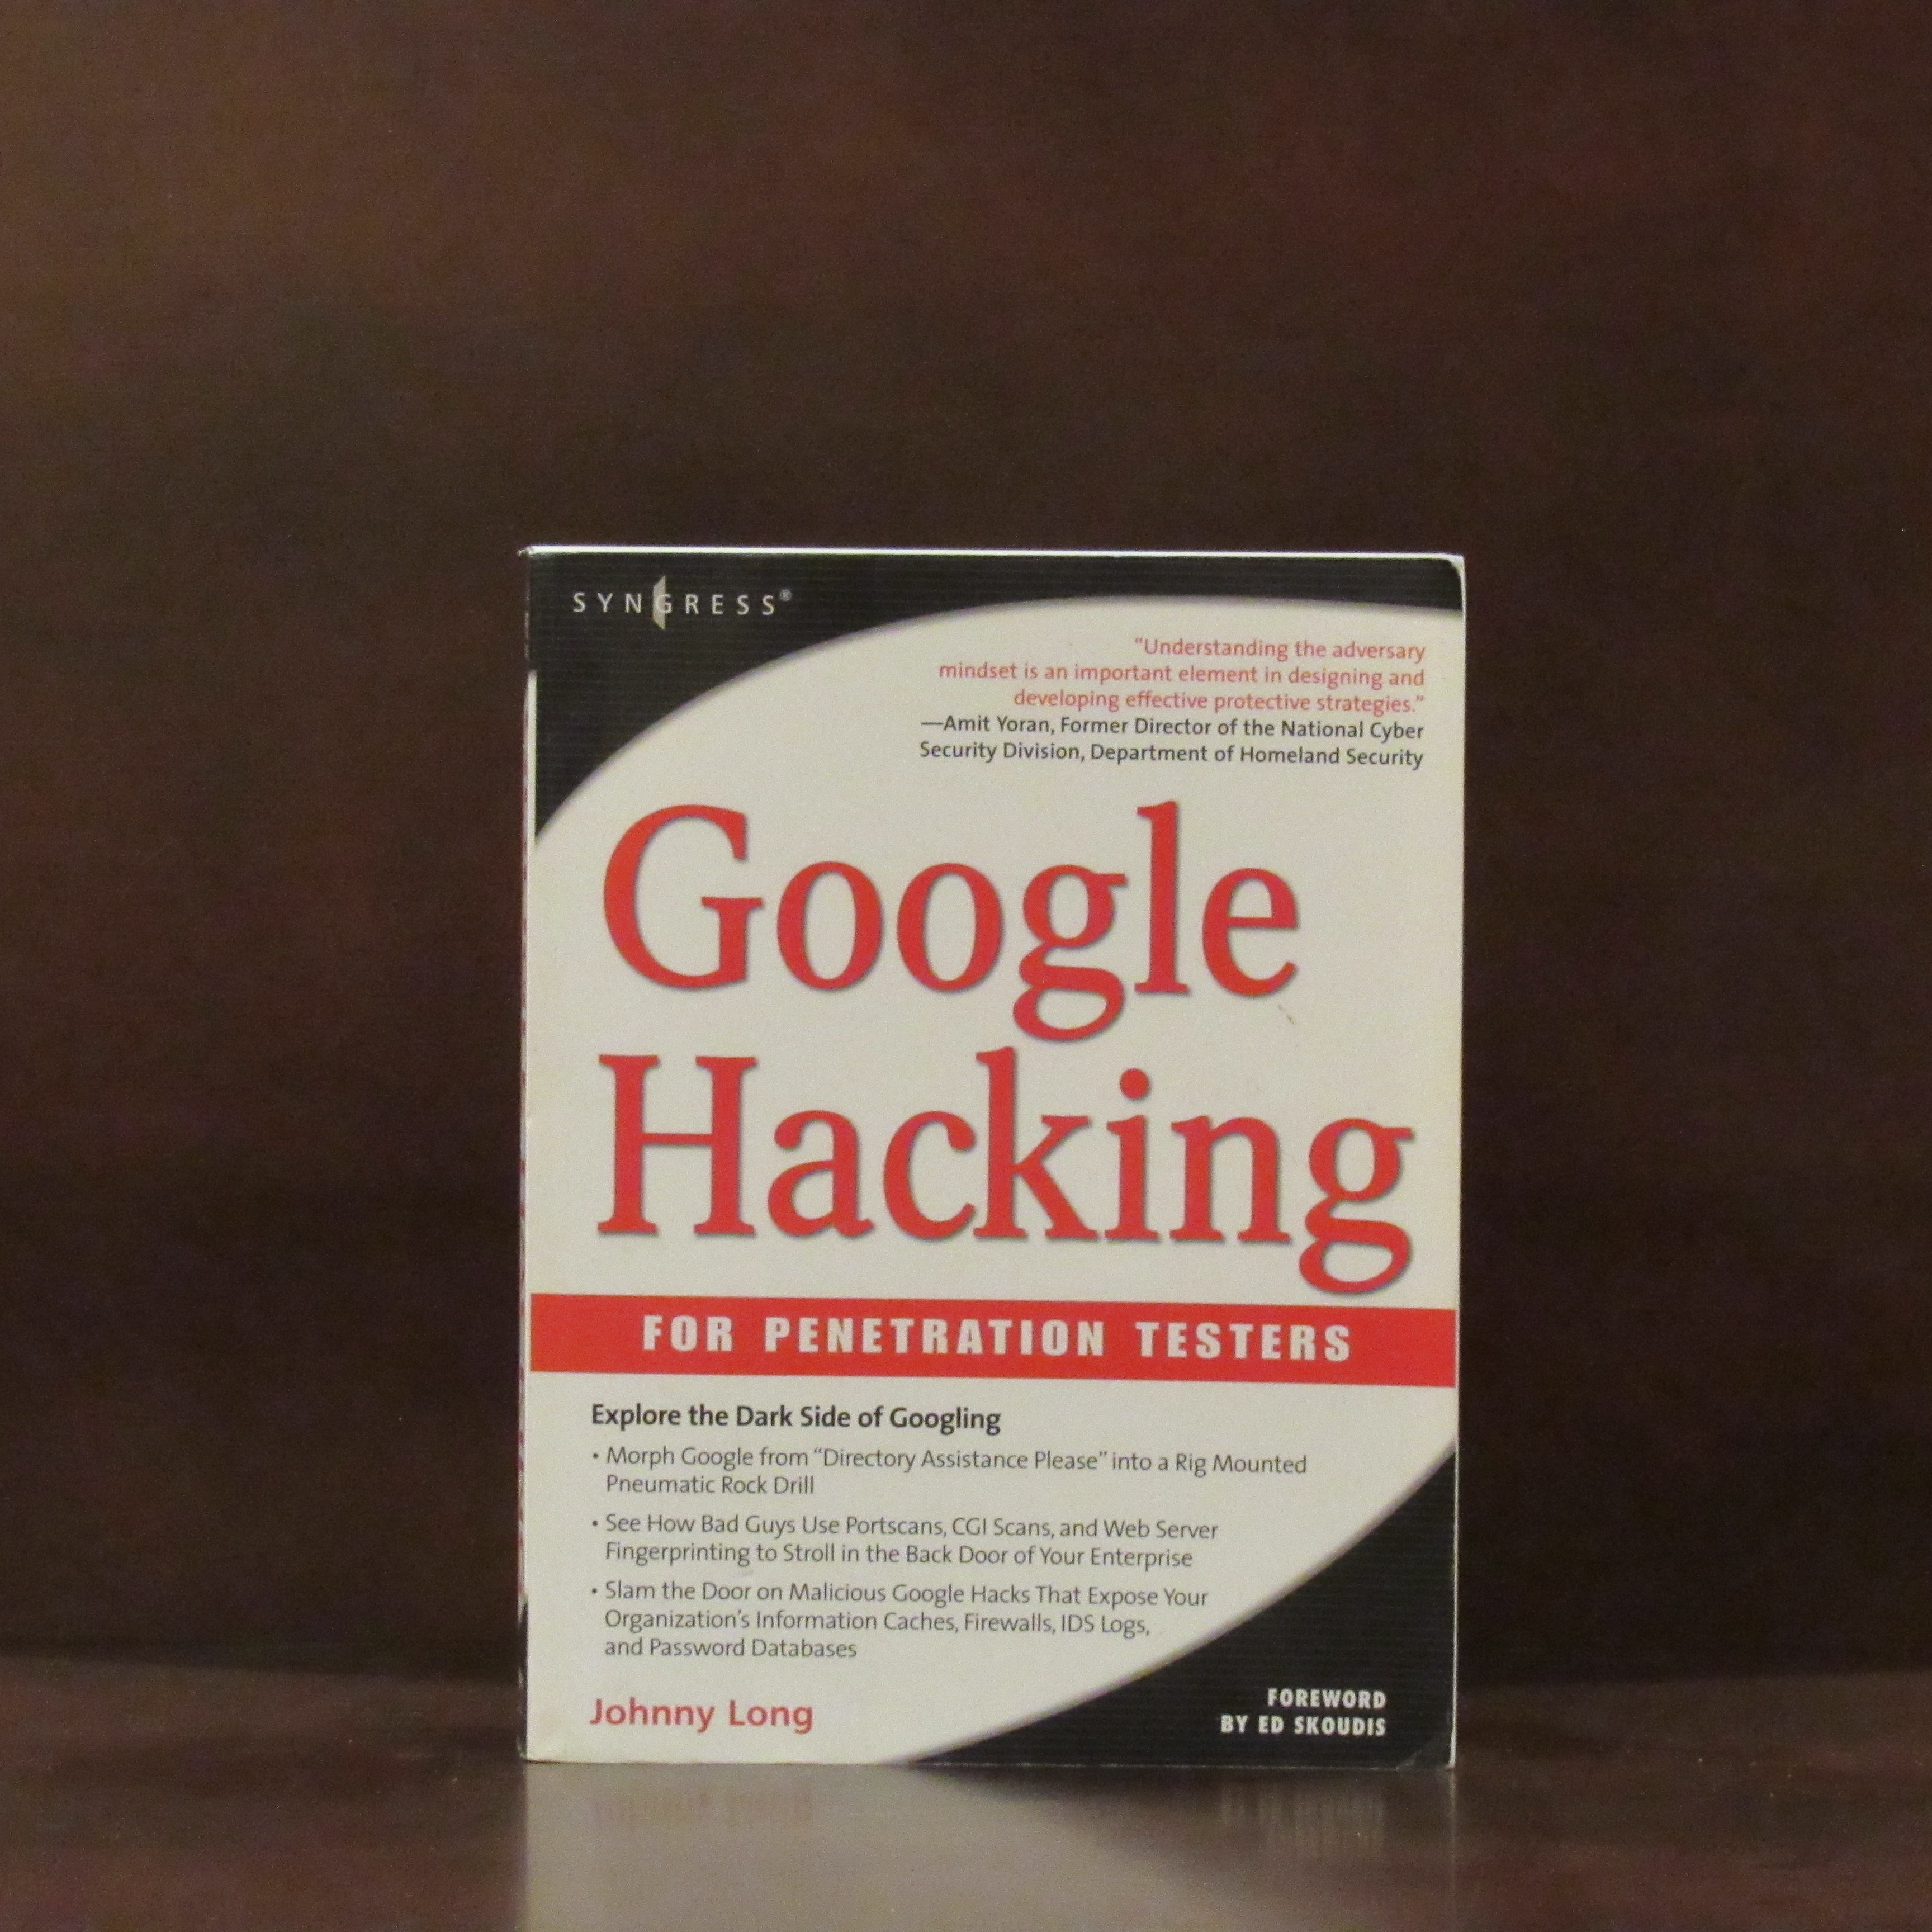 SYNGRESS®
“Understanding the adversary
mindset is an important element in designing and
developing effective protective strategies.”
—Amit Yoran, Former Director of the National Cyber
Security Division, Department of Homeland Security
Google
Hacking
FOR PENETRATION TESTERS
Explore the Dark Side of Googling
• Morph Google from “Directory Assistance Please” into a Rig Mounted
Pneumatic Rock Drill
• See How Bad Guys Use Portscans, CGI Scans, and Web Server
Fingerprinting to Stroll in the Back Door of Your Enterprise
• Slam the Door on Malicious Google Hacks That Expose Your
Organization’s Information Caches, Firewalls, IDS Logs,
and Password Databases
Johnny Long
FOREWORD
BY ED SKOUDIS